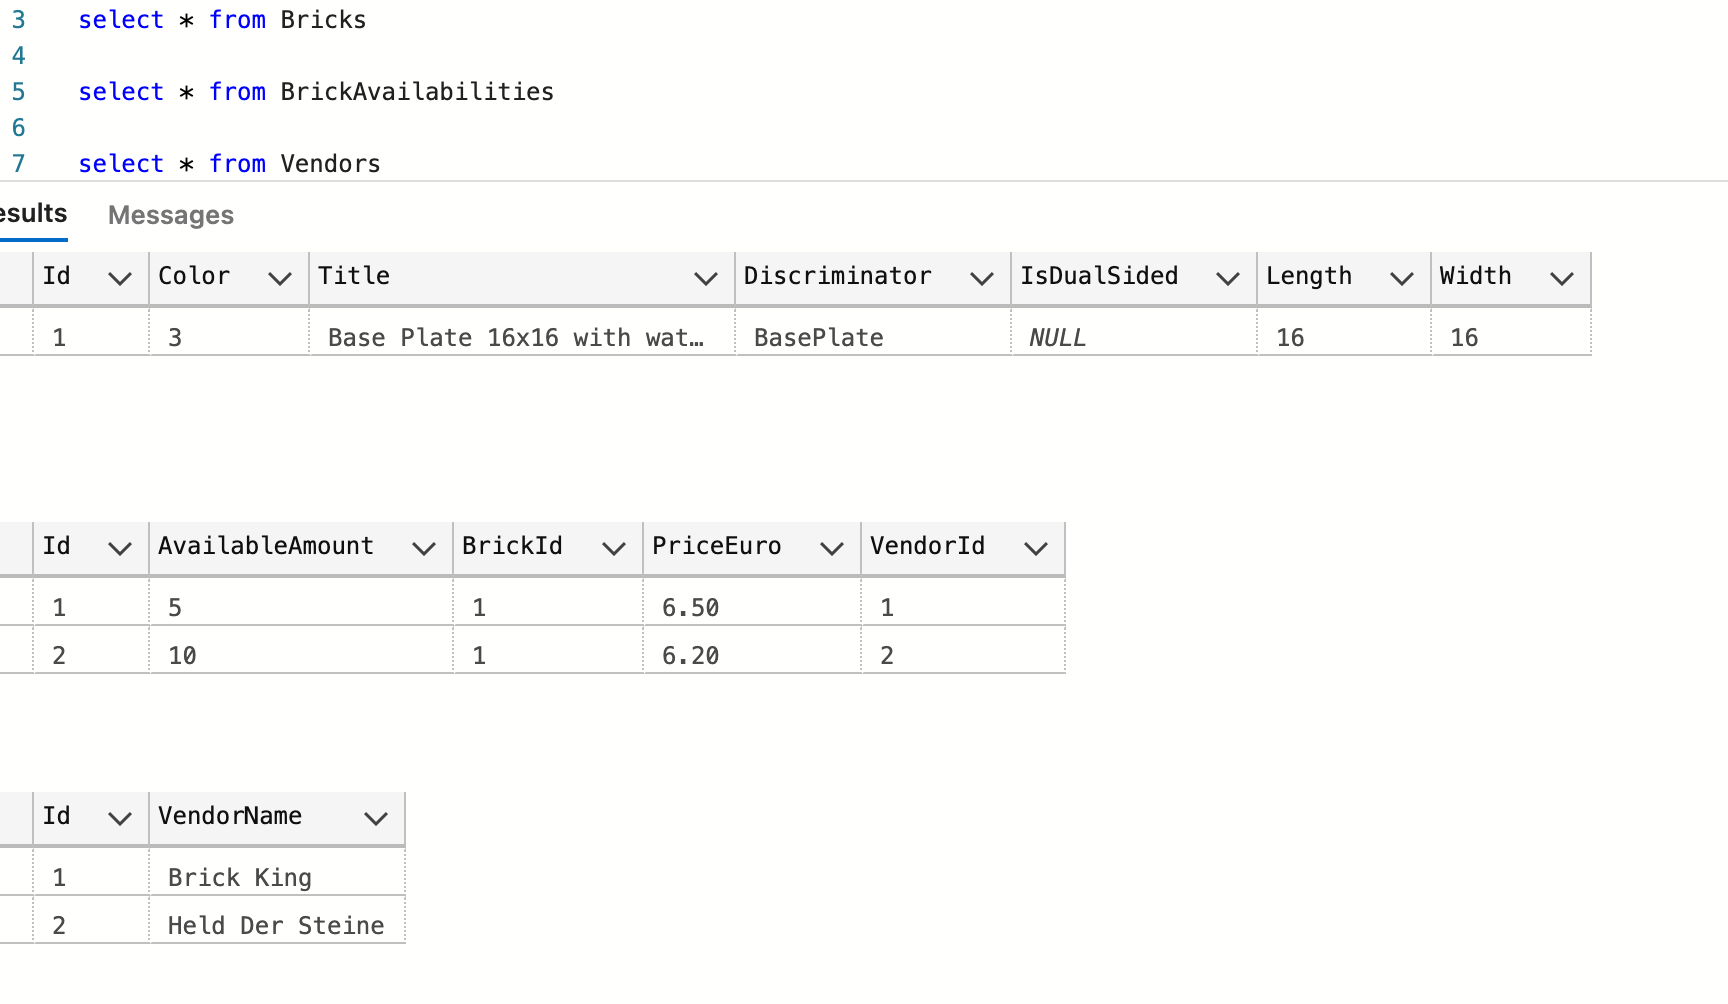 3 select * from Bricks
4
5 select * from BrickAvailabilities
6
7 select * from Vendors
esults Messages
Id Color Title Discriminator IsDualSided Length Width
1 3 Base Plate 16x16 with wat… BasePlate NULL 16 16
Id AvailableAmount BrickId PriceEuro VendorId
1 5 1 6.50 1
2 10 1 6.20 2
Id VendorName
1 Brick King
2 Held Der Steine